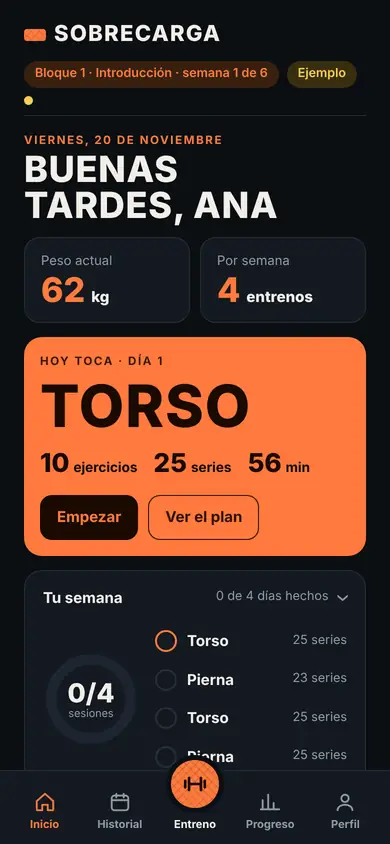 SOBRECARGA
Bloque 1 · Introducción · semana 1 de 6
Ejemplo
VIERNES, 20 DE NOVIEMBRE
BUENAS
TARDES, ANA
Peso actual
62 kg
Por semana
4 entrenos
HOY TOCA · DÍA 1
TORSO
10 ejercicios 25 series 56 min
Empezar
Ver el plan
Tu semana
0 de 4 días hechos
0/4
sesiones
Torso 25 series
Pierna 23 series
Torso 25 series
Pierna 25 series
Inicio
Historial
Entreno
Progreso
Perfil